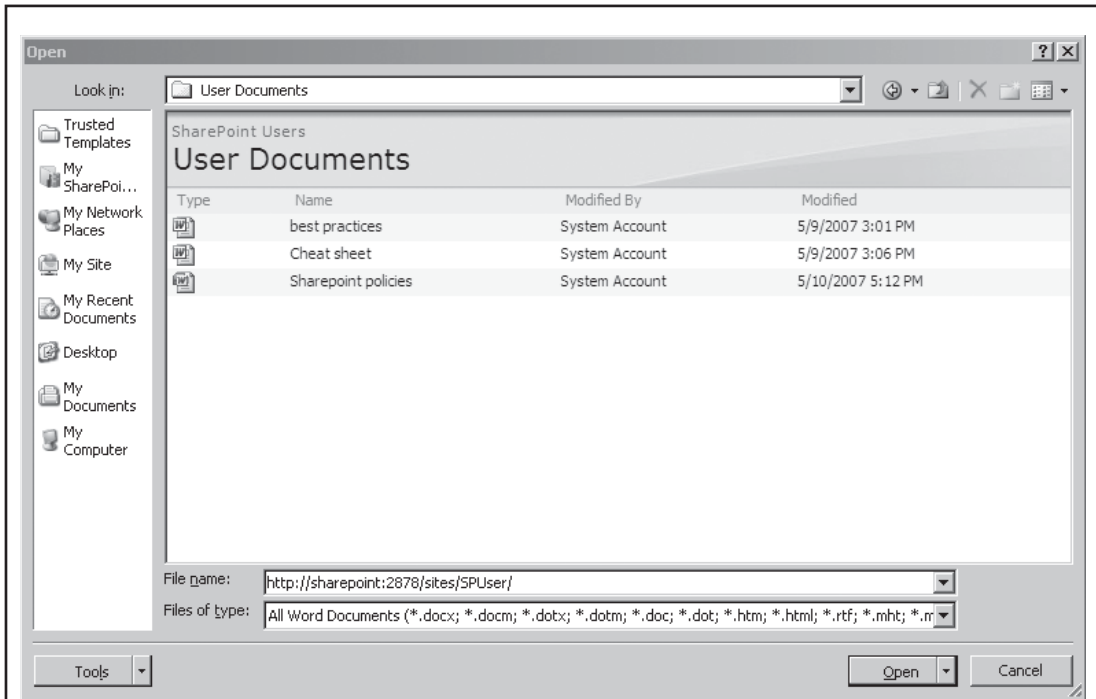 Open
Look in:
User Documents
Trusted
Templates
My
SharePoi...
My Network
Places
My Site
My Recent
Documents
Desktop
My
Documents
My
Computer
SharePoint Users
User Documents
Type Name Modified By Modified
best practices System Account 5/9/2007 3:01 PM
Cheat sheet System Account 5/9/2007 3:06 PM
Sharepoint policies System Account 5/10/2007 5:12 PM
File name: http://sharepoint:2878/sites/SPUser/
Files of type: All Word Documents (*.docx; *.docm; *.dotx; *.dotm; *.doc; *.dot; *.htm; *.html; *.rtf; *.mht; *.m
Tools
Open
Cancel